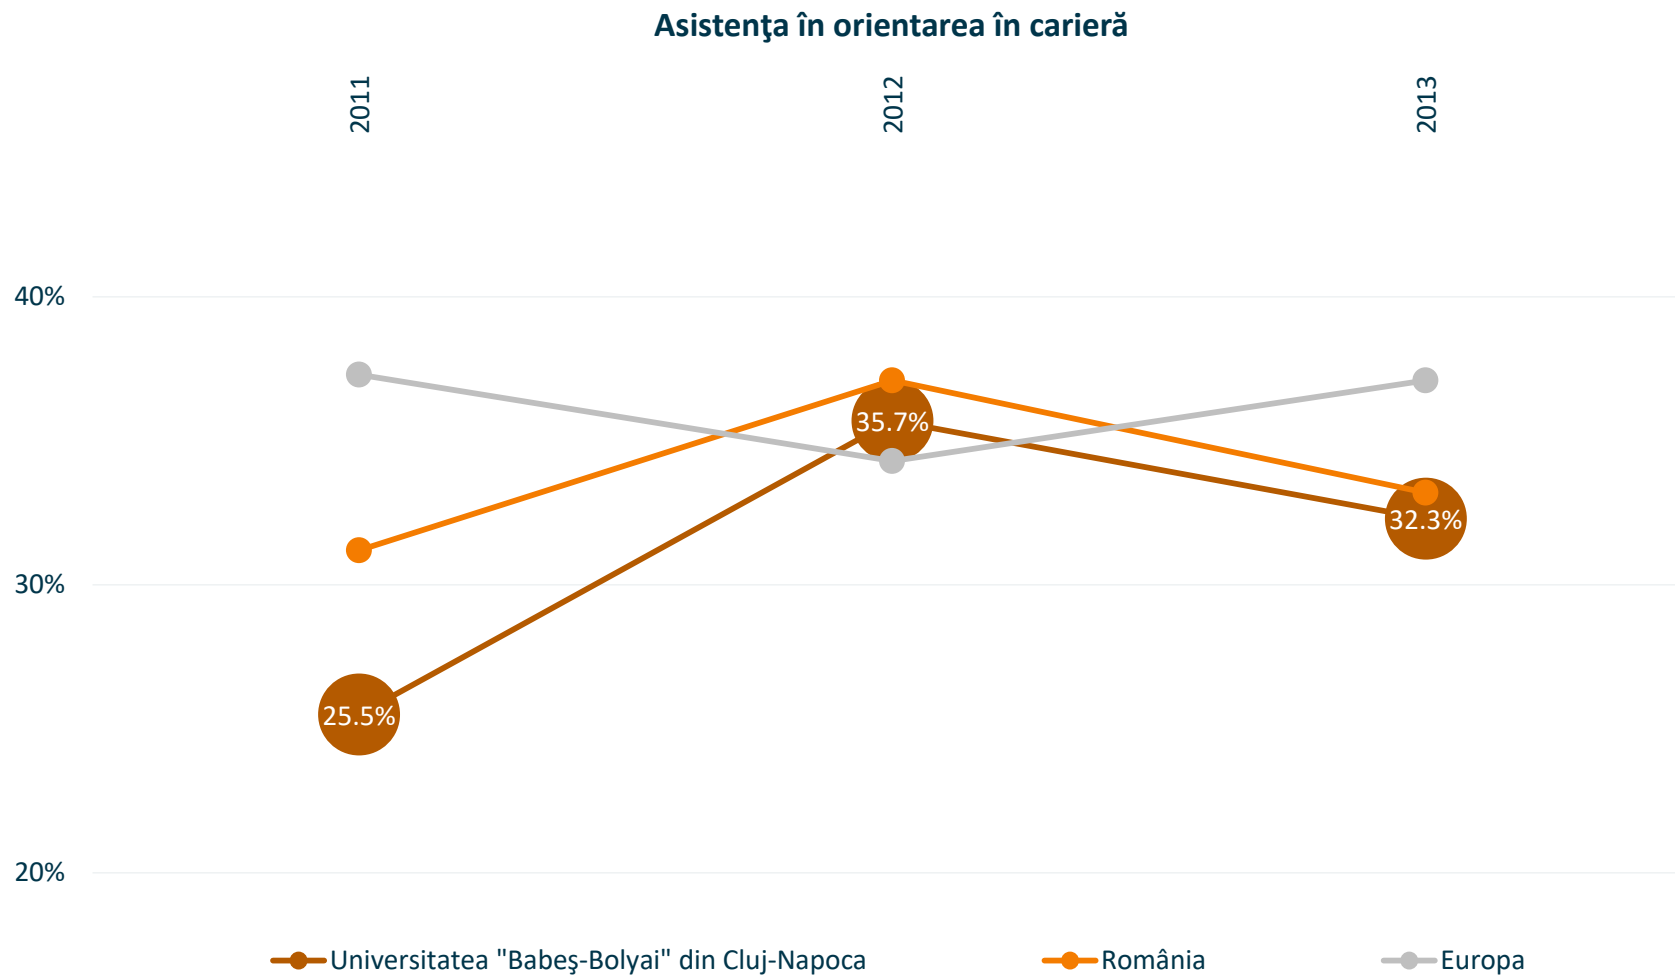 Asistenţa în orientarea în carieră
2011
2012
2013
40%
35.7%
32.3%
30%
25.5%
20%
Universitatea "Babeş-Bolyai" din Cluj-Napoca
România
Europa